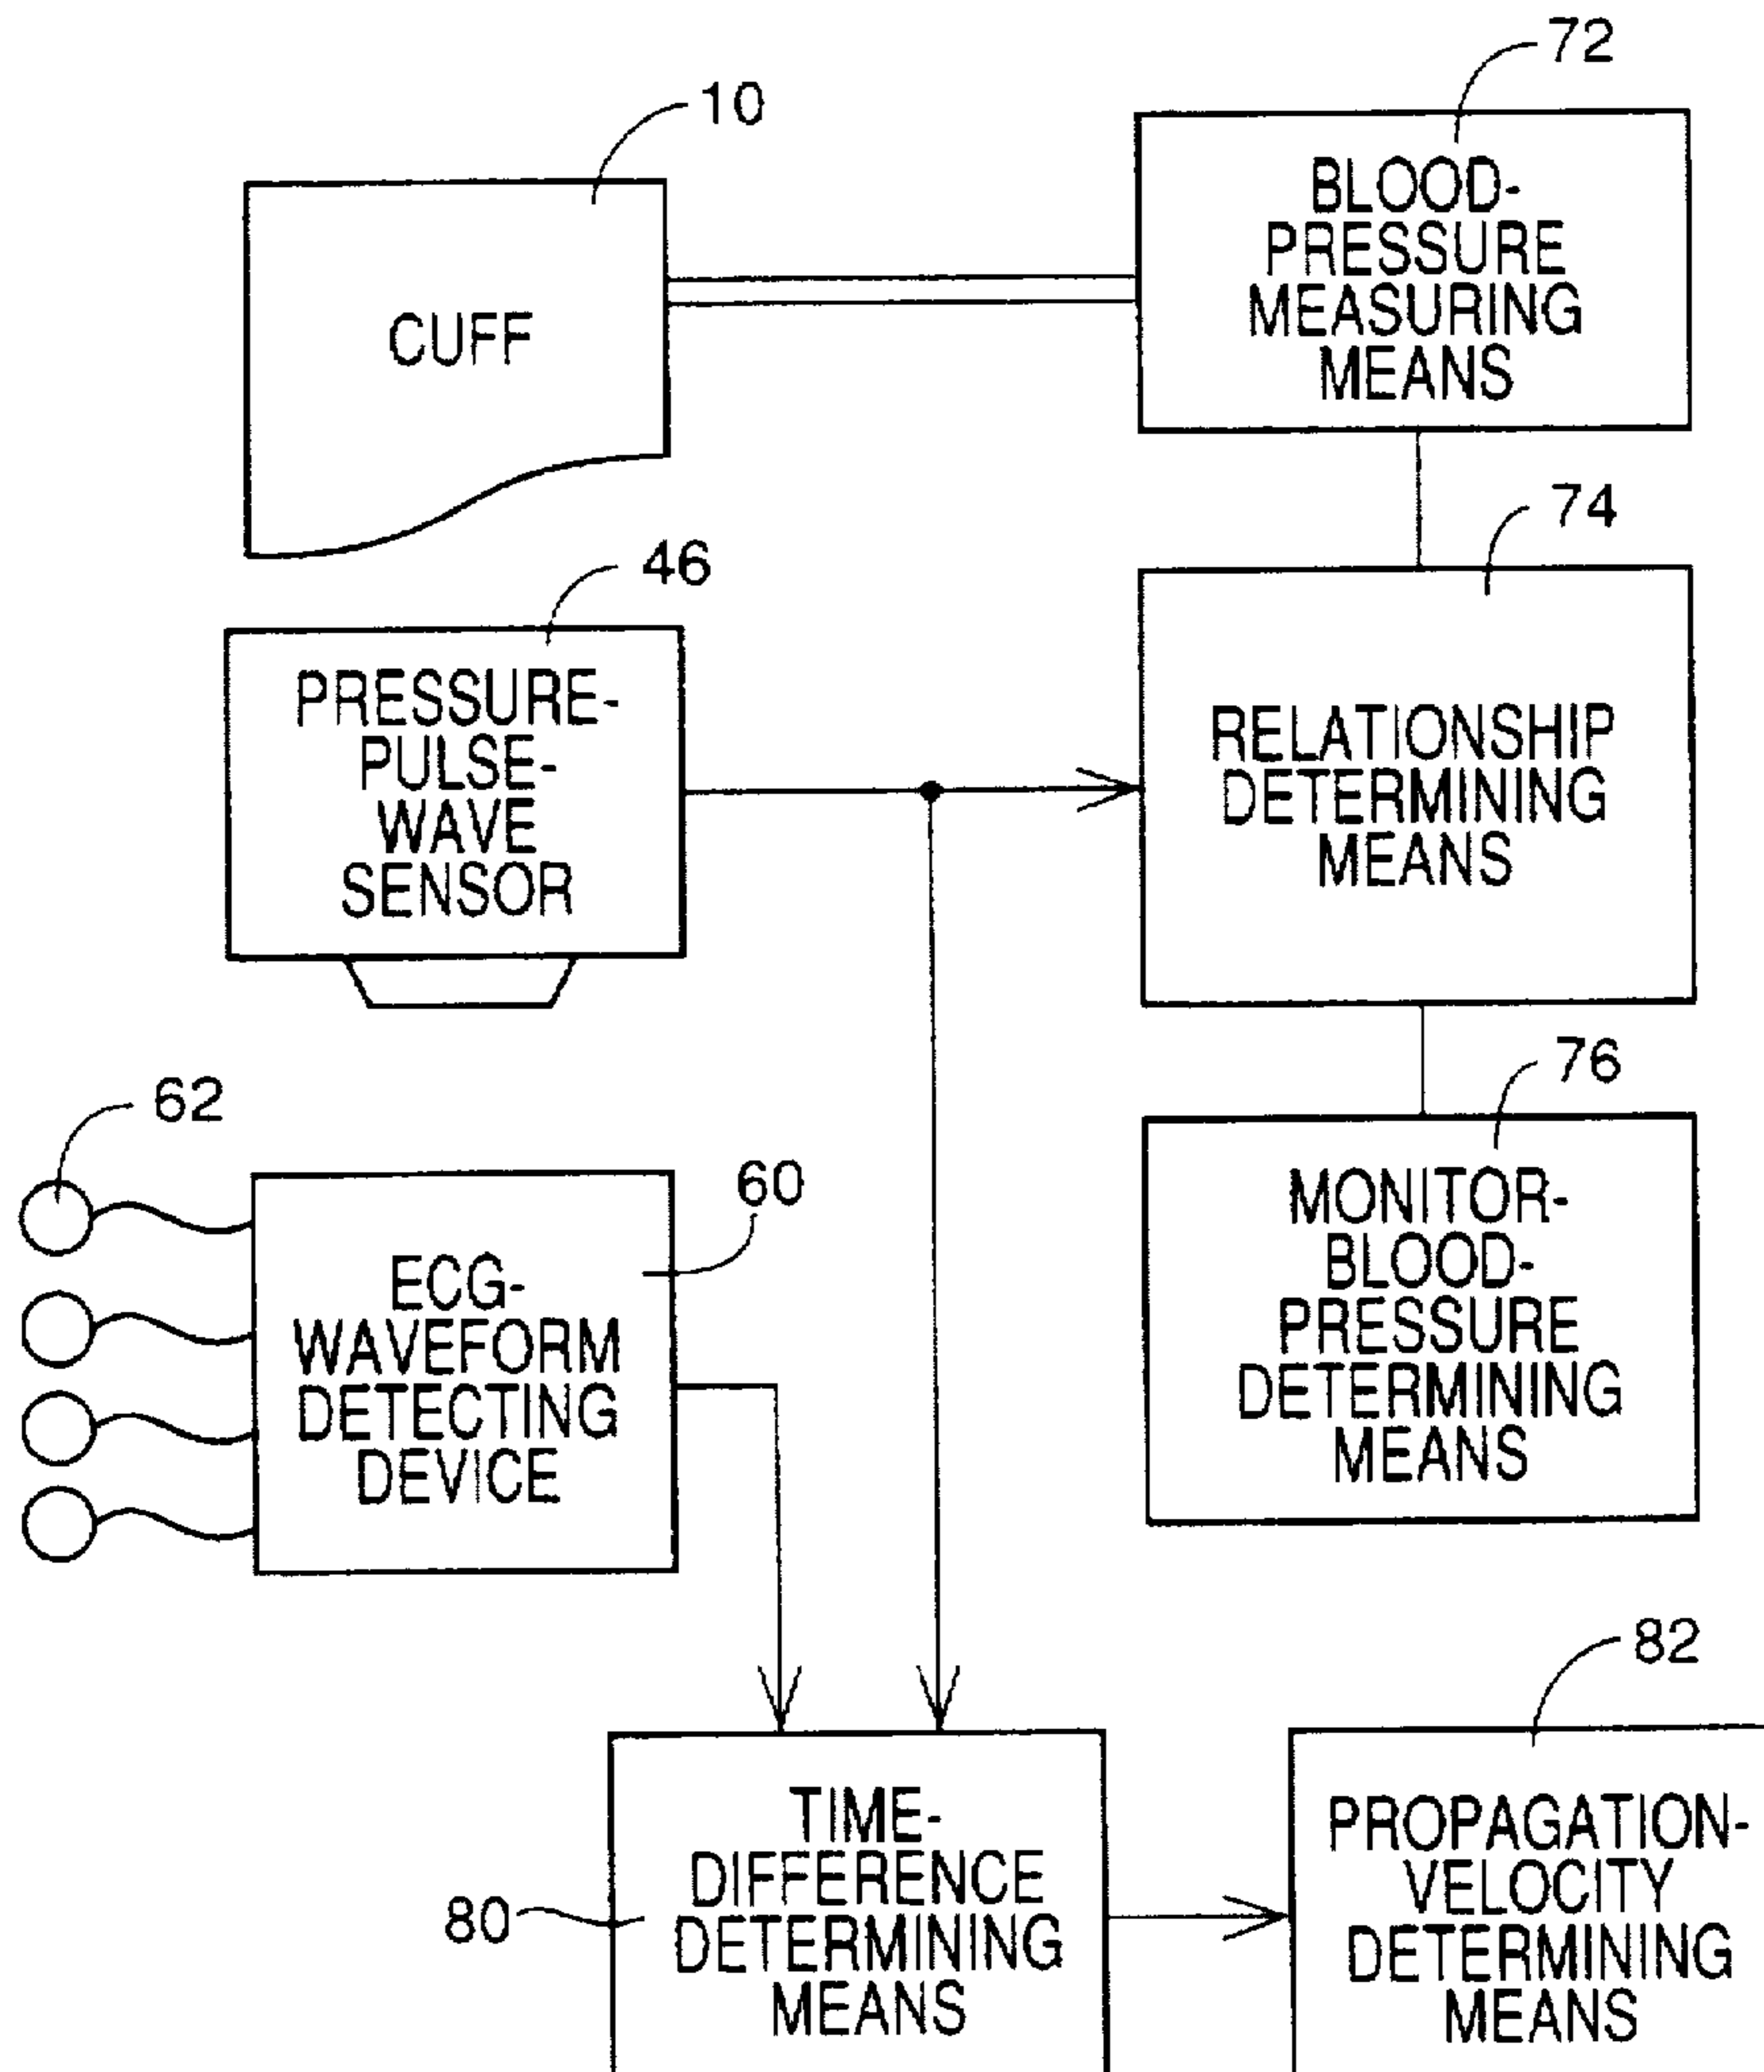 72
10
BLOOD-
PRESSURE
MEASURING
MEANS
CUFF
74
46
PRESSURE-
PULSE-
WAVE
SENSOR
RELATIONSHIP
DETERMINING
MEANS
76
62
60
MONITOR-
BLOOD-
PRESSURE
DETERMINING
MEANS
ECG-
WAVEFORM
DETECTING
DEVICE
82
TIME-
DIFFERENCE
DETERMINING
MEANS
80
PROPAGATION-
VELOCITY
DETERMINING
MEANS